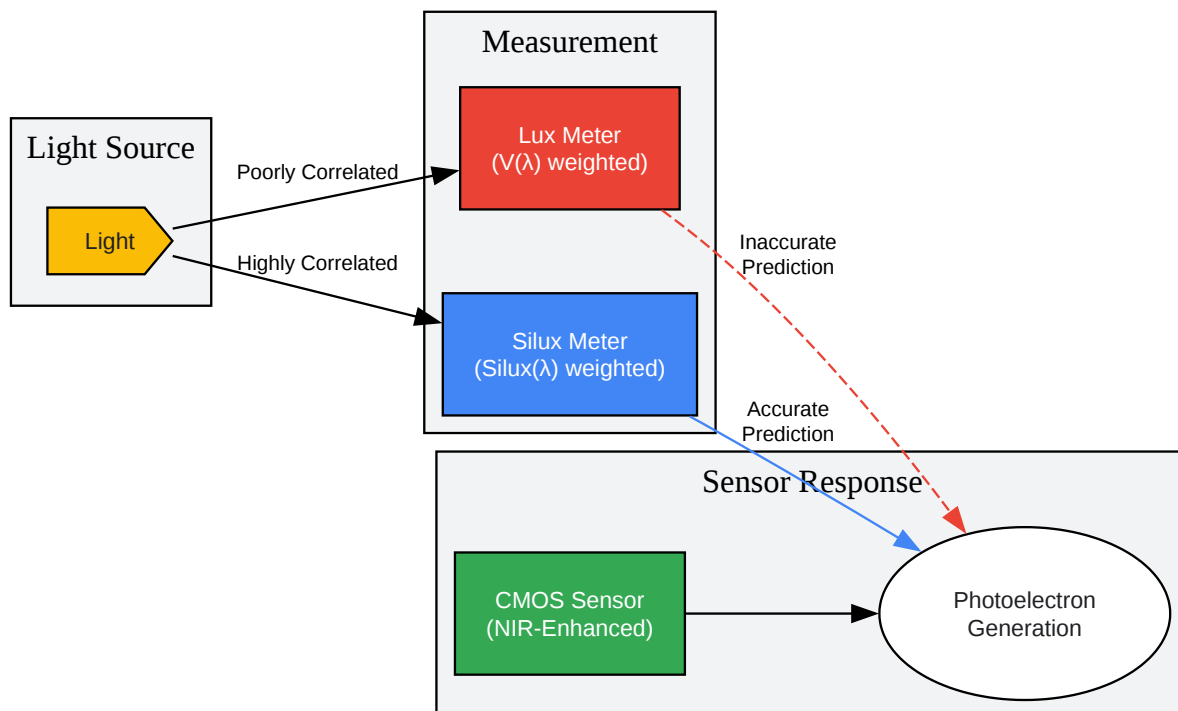 Measurement
Light Source
Lux Meter
(V(λ) weighted)
Poorly Correlated
Light
Highly Correlated
Inaccurate
Prediction
Silux Meter
(Silux(λ) weighted)
Accurate
Prediction
Sensor Response
CMOS Sensor
(NIR-Enhanced)
Photoelectron
Generation